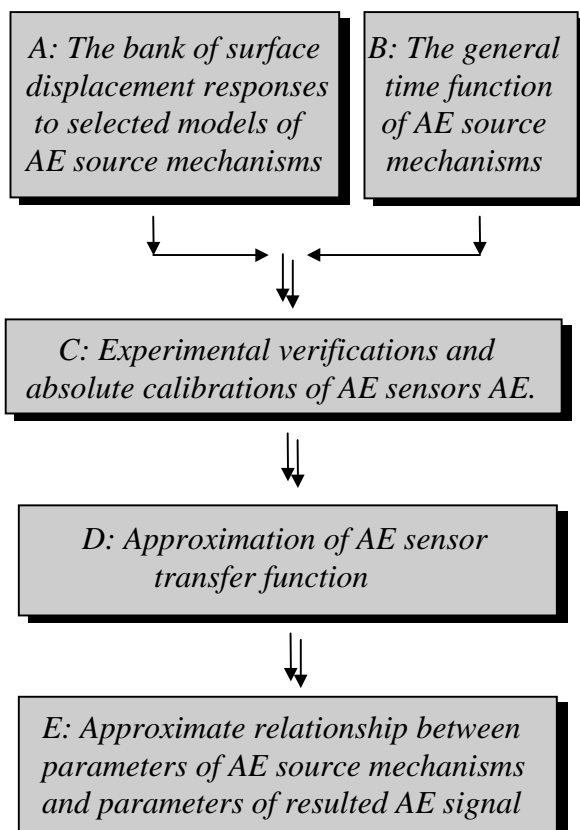 A: The bank of surface
displacement responses
to selected models of
AE source mechanisms
B: The general
time function
of AE source
mechanisms
C: Experimental verifications and
absolute calibrations of AE sensors AE.
D: Approximation of AE sensor
transfer function
E: Approximate relationship between
parameters of AE source mechanisms
and parameters of resulted AE signal